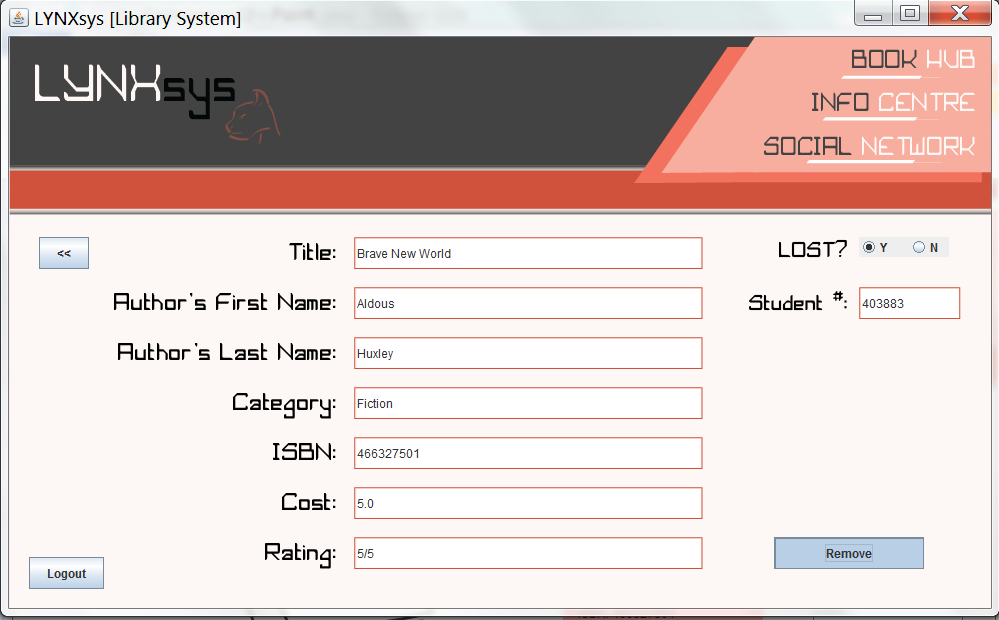 LYNXsys [Library System]
LYNXsys
BOOK HUB
INFO CENTRE
SOCIAL NETWORK
<<
Title: Brave New World
LOST? Y N
Author's First Name: Aldous
Student #: 403883
Author's Last Name: Huxley
Category: Fiction
ISBN: 466327501
Cost: 5.0
Rating: 5/5
Remove
Logout